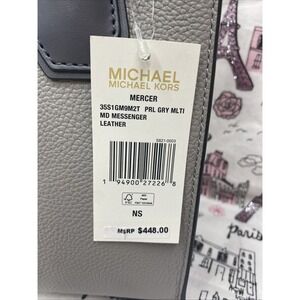 MICHAEL
MICHAEL KORS
MERCER
35S1GM9M2T PRL GRY MLTI
MD MESSENGER
LEATHER
1 94900 27226 8
FSC
NS
MSRP $448.00
paris